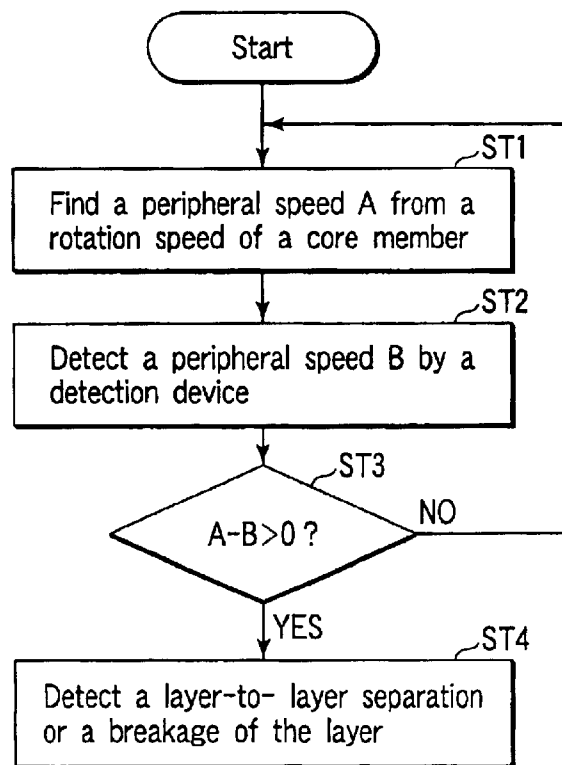 Start
ST1
Find a peripheral speed A from a
rotation speed of a core member
ST2
Detect a peripheral speed B by a
detection device
ST3
A-B>0?
NO
YES
ST4
Detect a layer-to- layer separation
or a breakage of the layer